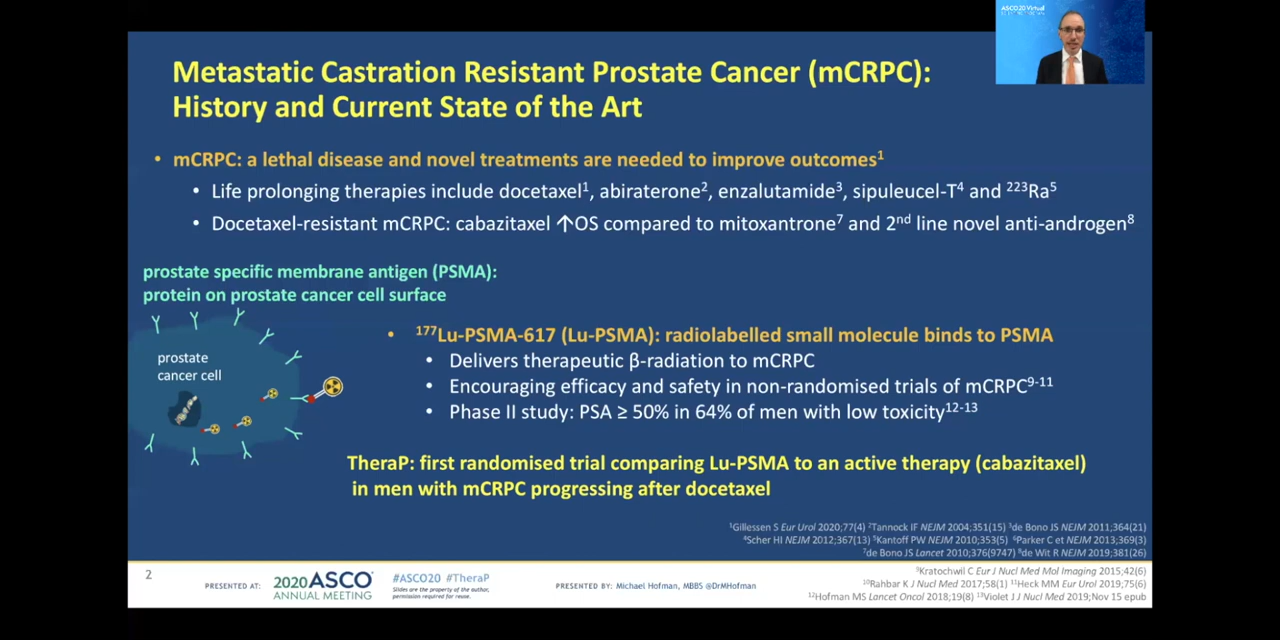 ASCO20 Virtual
Metastatic Castration Resistant Prostate Cancer (mCRPC):
History and Current State of the Art
• mCRPC: a lethal disease and novel treatments are needed to improve outcomes¹
• Life prolonging therapies include docetaxel¹, abiraterone², enzalutamide³, sipuleucel-T⁴ and ²²³Ra⁵
• Docetaxel-resistant mCRPC: cabazitaxel ↑OS compared to mitoxantrone⁷ and 2ⁿᵈ line novel anti-androgen⁸
prostate specific membrane antigen (PSMA):
protein on prostate cancer cell surface
prostate
cancer cell
• ¹⁷⁷Lu-PSMA-617 (Lu-PSMA): radiolabelled small molecule binds to PSMA
• Delivers therapeutic β-radiation to mCRPC
• Encouraging efficacy and safety in non-randomised trials of mCRPC⁹⁻¹¹
• Phase II study: PSA ≥ 50% in 64% of men with low toxicity¹²⁻¹³
TheraP: first randomised trial comparing Lu-PSMA to an active therapy (cabazitaxel)
in men with mCRPC progressing after docetaxel
¹Gillessen S Eur Urol 2020;77(4) ²Tannock IF NEJM 2004;351(15) ³de Bono JS NEJM 2011;364(21)
⁴Scher HI NEJM 2012;367(13) ⁵Kantoff PW NEJM 2010;353(5) ⁶Parker C et NEJM 2013;369(3)
⁷de Bono JS Lancet 2010;376(9747) ⁸de Wit R NEJM 2019;381(26)
⁹Kratochwil C Eur J Nucl Med Mol Imaging 2015;42(6)
¹⁰Rahbar K J Nucl Med 2017;58(1) ¹¹Heck MM Eur Urol 2019;75(6)
¹²Hofman MS Lancet Oncol 2018;19(8) ¹³Violet J J Nucl Med 2019;Nov 15 epub
2
PRESENTED AT:
2020 ASCO
ANNUAL MEETING
#ASCO20 #TheraP
Slides are the property of the author,
permission required for reuse.
PRESENTED BY: Michael Hofman, MBBS @DrMHofman